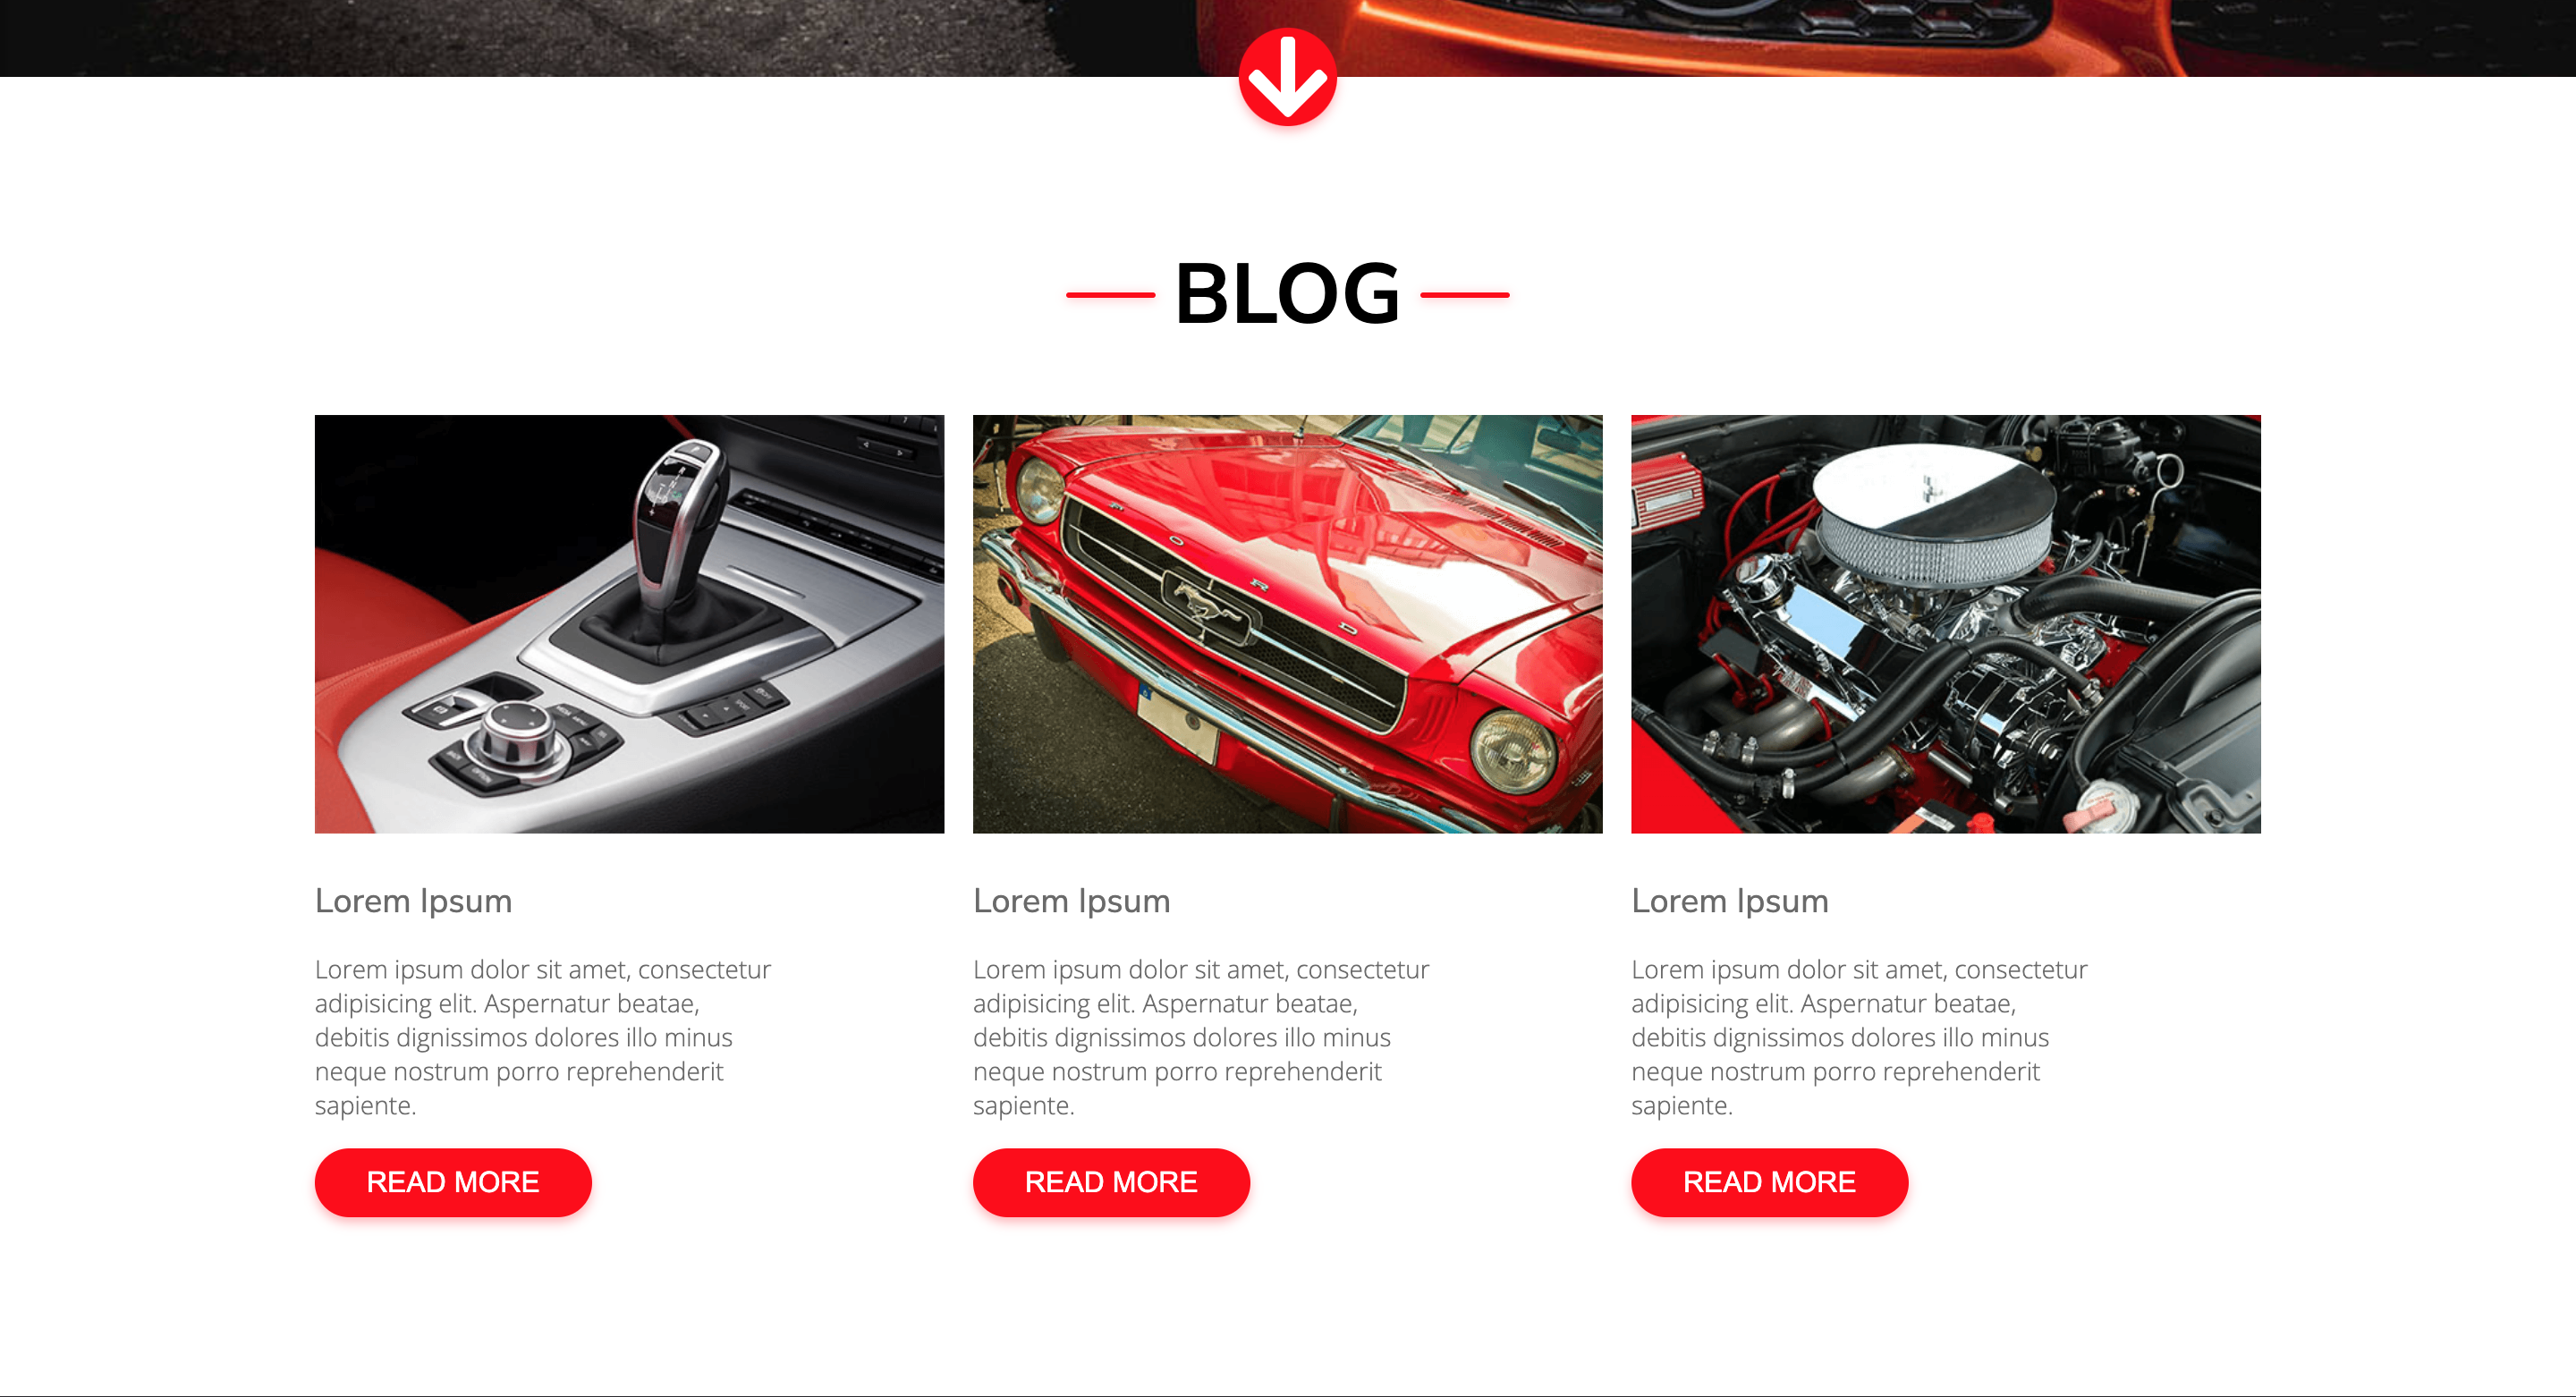 BLOG
FORD
Lorem Ipsum
Lorem ipsum dolor sit amet, consectetur
adipisicing elit. Aspernatur beatae,
debitis dignissimos dolores illo minus
neque nostrum porro reprehenderit
sapiente.
READ MORE
Lorem Ipsum
Lorem ipsum dolor sit amet, consectetur
adipisicing elit. Aspernatur beatae,
debitis dignissimos dolores illo minus
neque nostrum porro reprehenderit
sapiente.
READ MORE
Lorem Ipsum
Lorem ipsum dolor sit amet, consectetur
adipisicing elit. Aspernatur beatae,
debitis dignissimos dolores illo minus
neque nostrum porro reprehenderit
sapiente.
READ MORE